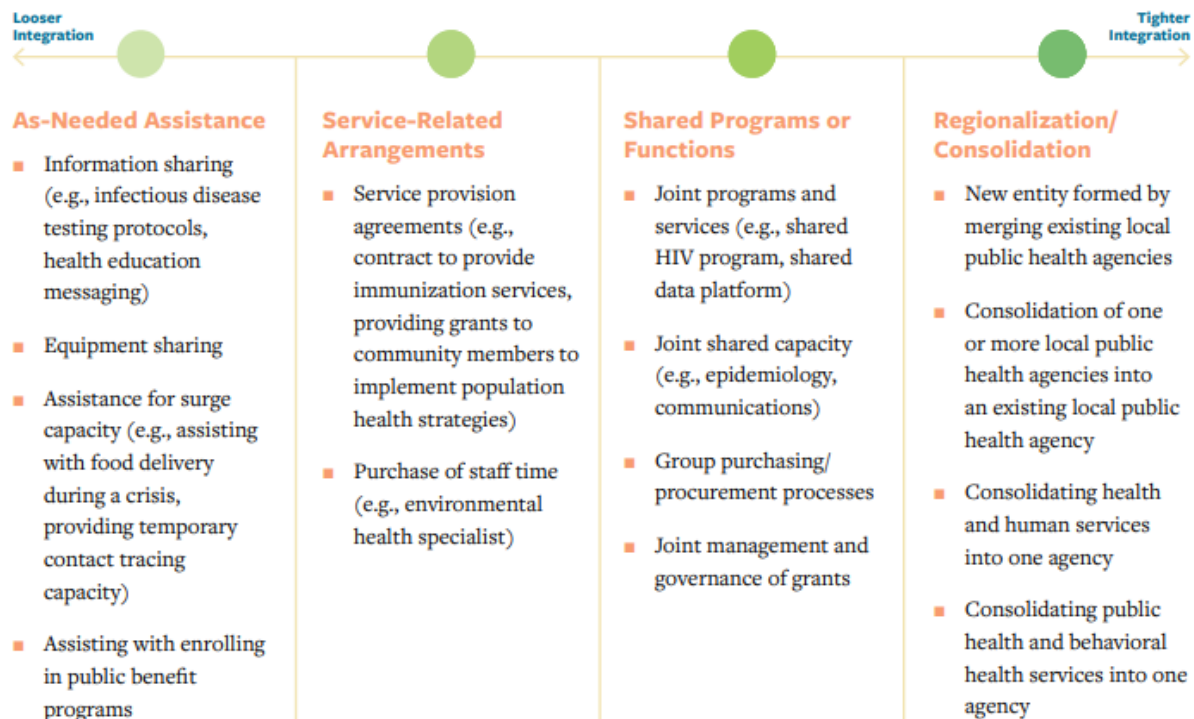 Looser
Integration
Tighter
Integration
As-Needed Assistance
Information sharing
(e.g., infectious disease
testing protocols,
health education
messaging)
Equipment sharing
Assistance for surge
capacity (e.g., assisting
with food delivery
during a crisis,
providing temporary
contact tracing
capacity)
Assisting with enrolling
in public benefit
programs
Service-Related
Arrangements
Service provision
agreements (e.g.,
contract to provide
immunization services,
providing grants to
community members to
implement population
health strategies)
Purchase of staff time
(e.g., environmental
health specialist)
Shared Programs or
Functions
Joint programs and
services (e.g., shared
HIV program, shared
data platform)
Joint shared capacity
(e.g., epidemiology,
communications)
Group purchasing/
procurement processes
Joint management and
governance of grants
Regionalization/
Consolidation
New entity formed by
merging existing local
public health agencies
Consolidation of one
or more local public
health agencies into
an existing local public
health agency
Consolidating health
and human services
into one agency
Consolidating public
health and behavioral
health services into one
agency